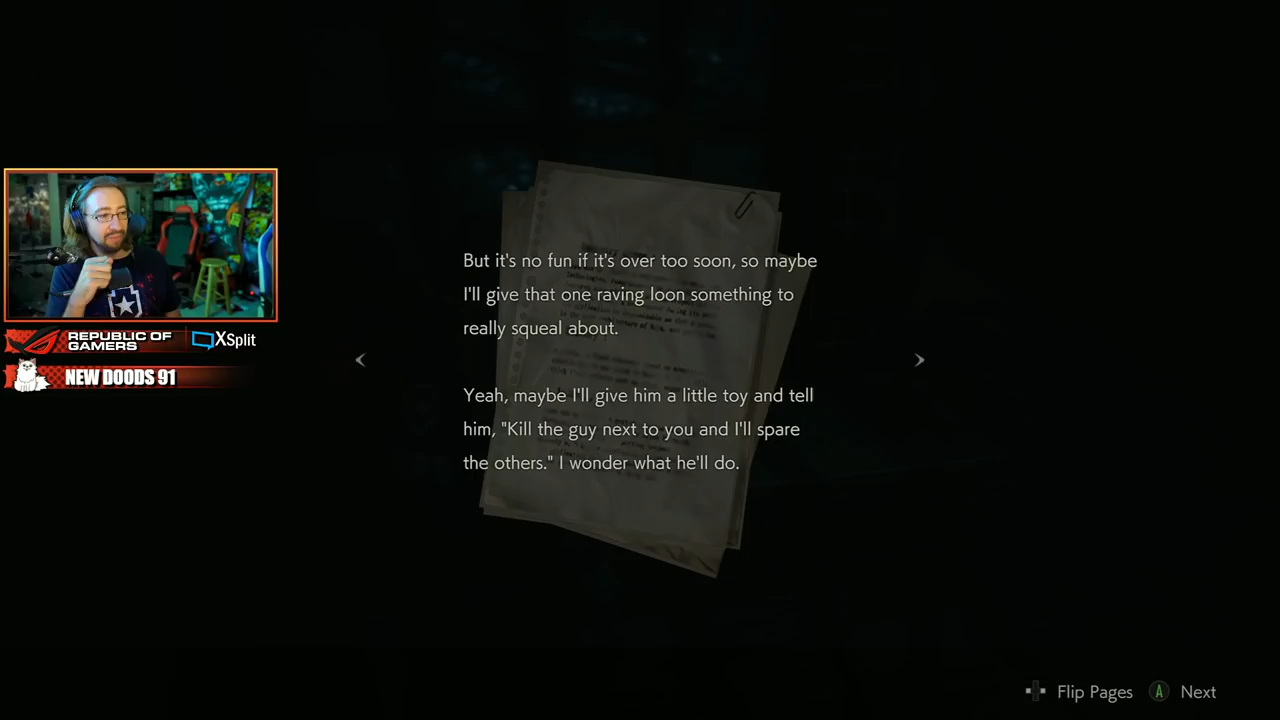 But it's no fun if it's over too soon, so maybe
I'll give that one raving loon something to
really squeal about.
Yeah, maybe I'll give him a little toy and tell
him, "Kill the guy next to you and I'll spare
the others." I wonder what he'll do.
REPUBLIC OF
GAMERS
XSplit
NEW DOODS 91
Flip Pages A Next